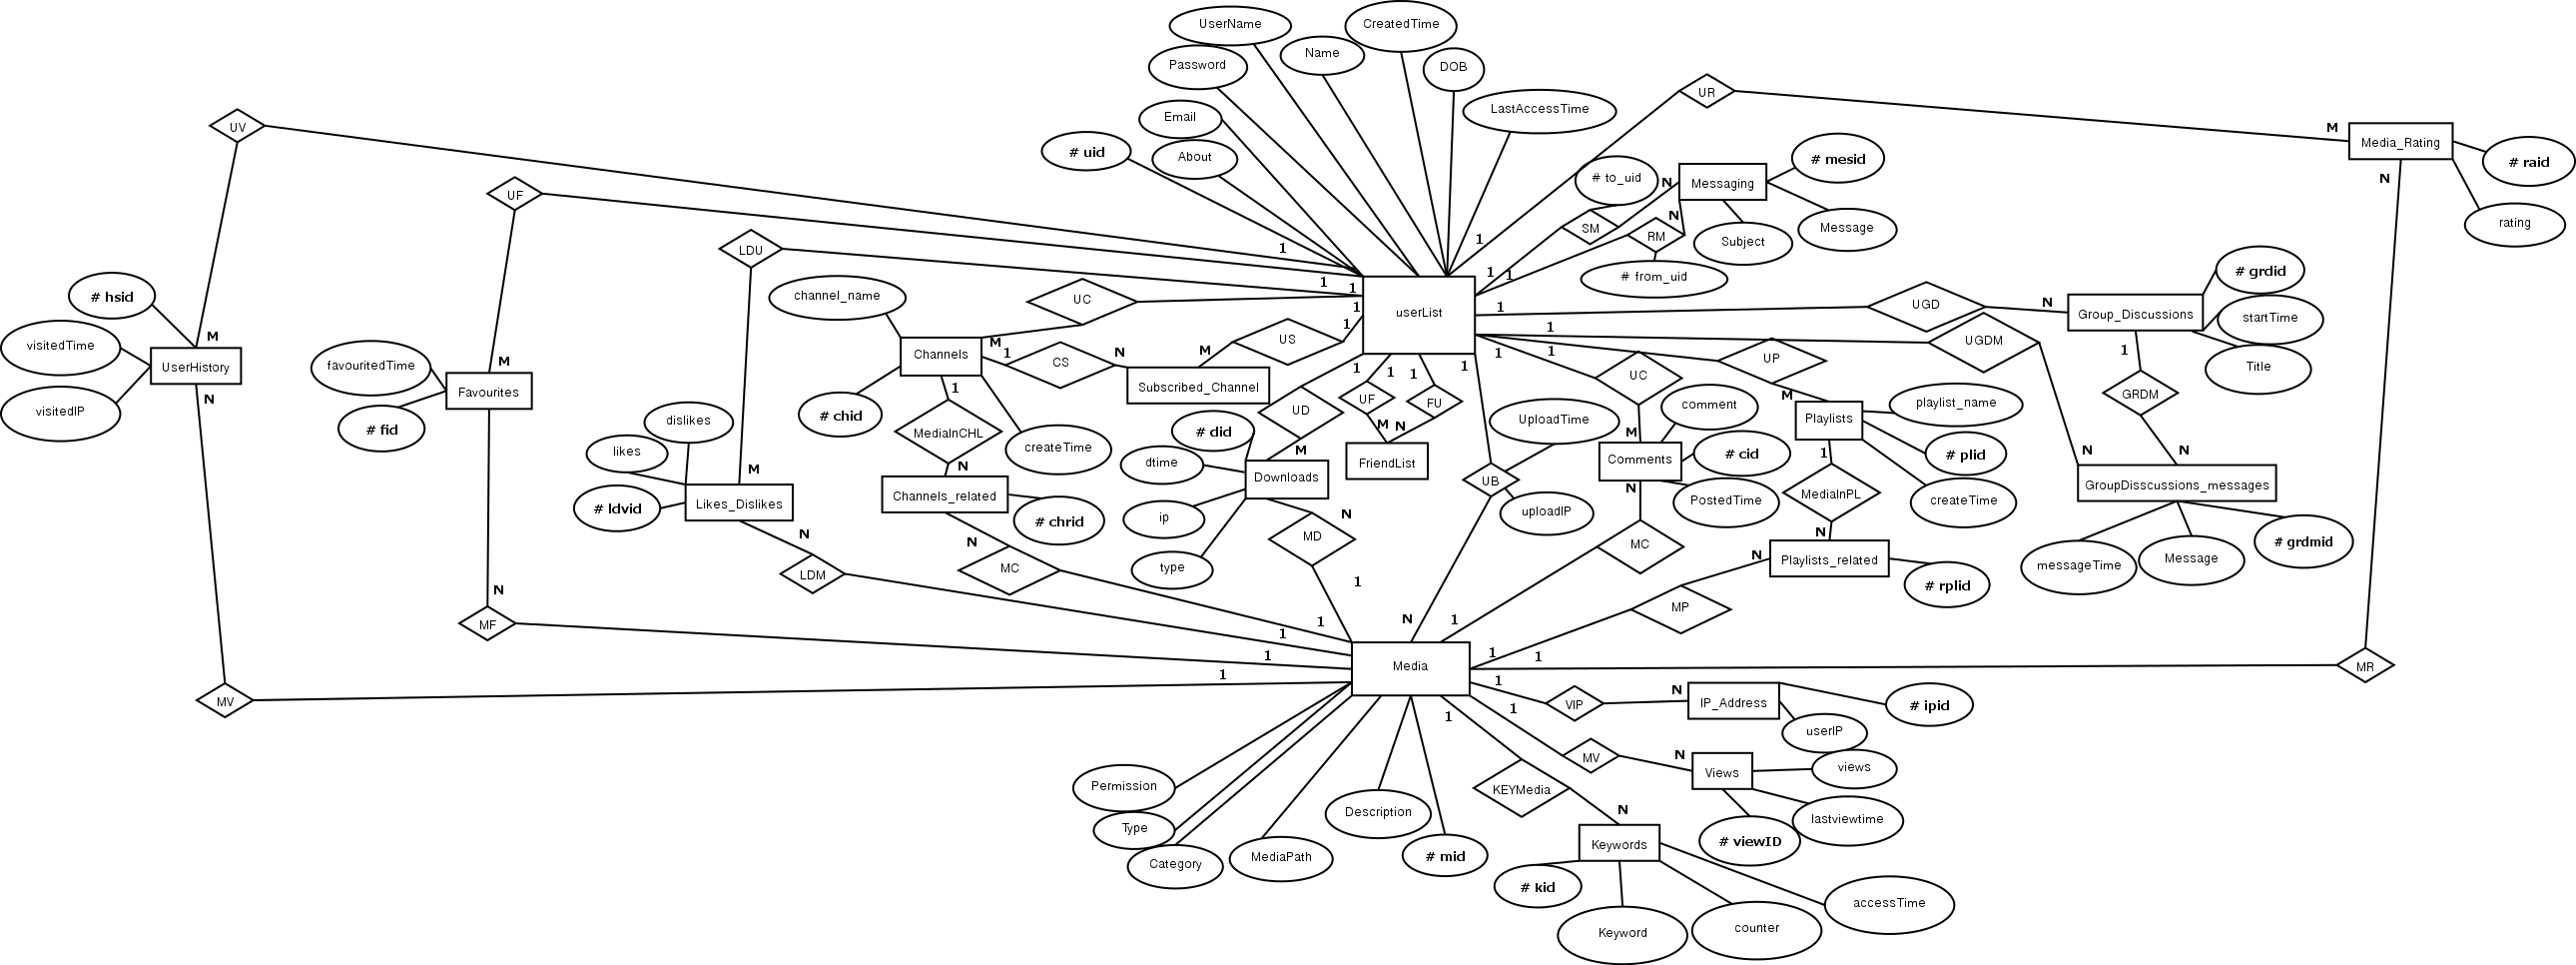 UserName
CreatedTime
Name
Password
DOB
LastAccessTime
Email
About
# uid
UV
UF
LDU
UR
M
Media_Rating
# raid
rating
N
# to_uid
N
Messaging
# mesid
Message
Subject
SM
N
RM
# from_uid
1
1
1
1
1
1
1
1
userList
1
UGD
N
Group_Discussions
# grdid
startTime
Title
1
UGDM
1
1
1
GRDM
N
N
GroupDisscussions_messages
messageTime
Message
# grdmid
# hsid
visitedTime
visitedIP
UserHistory
M
N
favouritedTime
# fid
Favourites
M
N
channel_name
UC
M
Channels
1
CS
N
M
US
Subscribed_Channel
# chid
1
MediaInCHL
createTime
N
Channels_related
# chrid
N
MC
dislikes
likes
# ldvid
Likes_Dislikes
M
N
LDM
1
1
1
1
UD
UF
FU
M
N
FriendList
# did
dtime
ip
type
Downloads
M
N
MD
1
UploadTime
UB
uploadIP
N
UC
M
comment
Comments
# cid
PostedTime
N
MC
1
UP
M
Playlists
playlist_name
# plid
createTime
1
MediaInPL
N
Playlists_related
# rplid
N
MP
1
MF
MV
1
1
1
1
Media
1
MR
1
VIP
N
IP_Address
# ipid
userIP
1
MV
N
Views
views
lastviewtime
# viewID
1
KEYMedia
N
Keywords
# kid
Keyword
counter
accessTime
Permission
Type
Category
MediaPath
Description
# mid